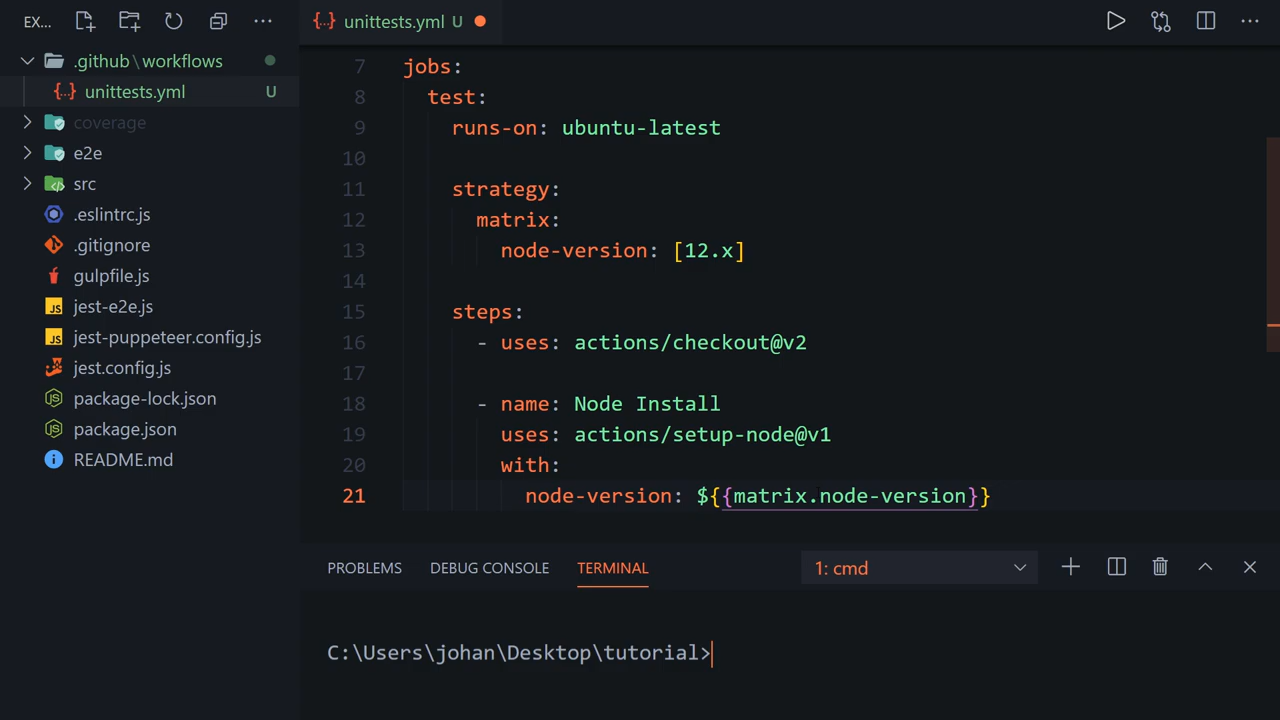 EX...
unittests.yml U
.github\workflows
unittests.yml U
coverage
e2e
src
.eslintrc.js
.gitignore
gulpfile.js
jest-e2e.js
jest-puppeteer.config.js
jest.config.js
package-lock.json
package.json
README.md
7 jobs:
8 test:
9 runs-on: ubuntu-latest
10
11 strategy:
12 matrix:
13 node-version: [12.x]
14
15 steps:
16 - uses: actions/checkout@v2
17
18 - name: Node Install
19 uses: actions/setup-node@v1
20 with:
21 node-version: ${{matrix.node-version}}
PROBLEMS DEBUG CONSOLE TERMINAL 1: cmd
C:\Users\johan\Desktop\tutorial>